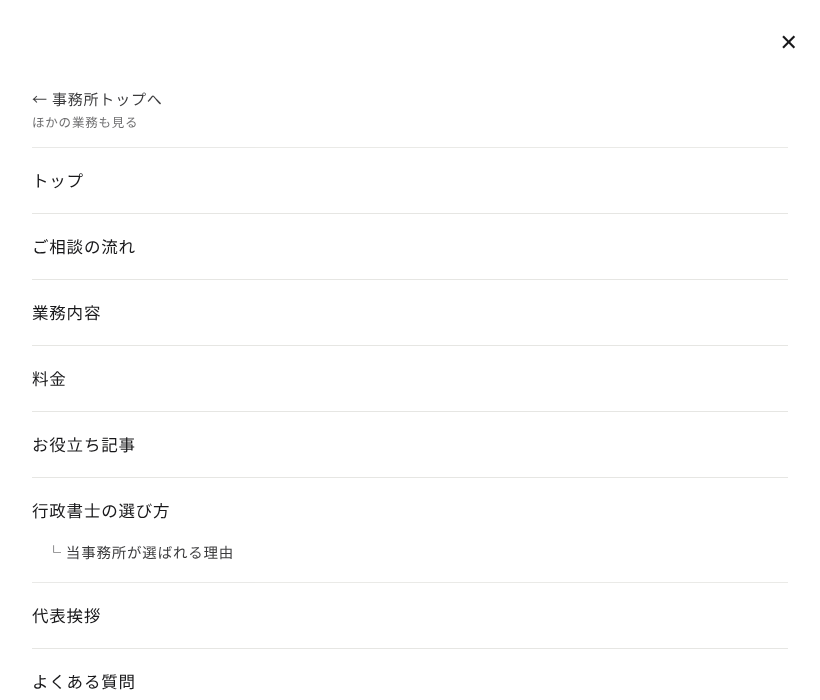 ×
← 事務所トップへ
ほかの業務も見る
トップ
ご相談の流れ
業務内容
料金
お役立ち記事
行政書士の選び方
└ 当事務所が選ばれる理由
代表挨拶
よくある質問